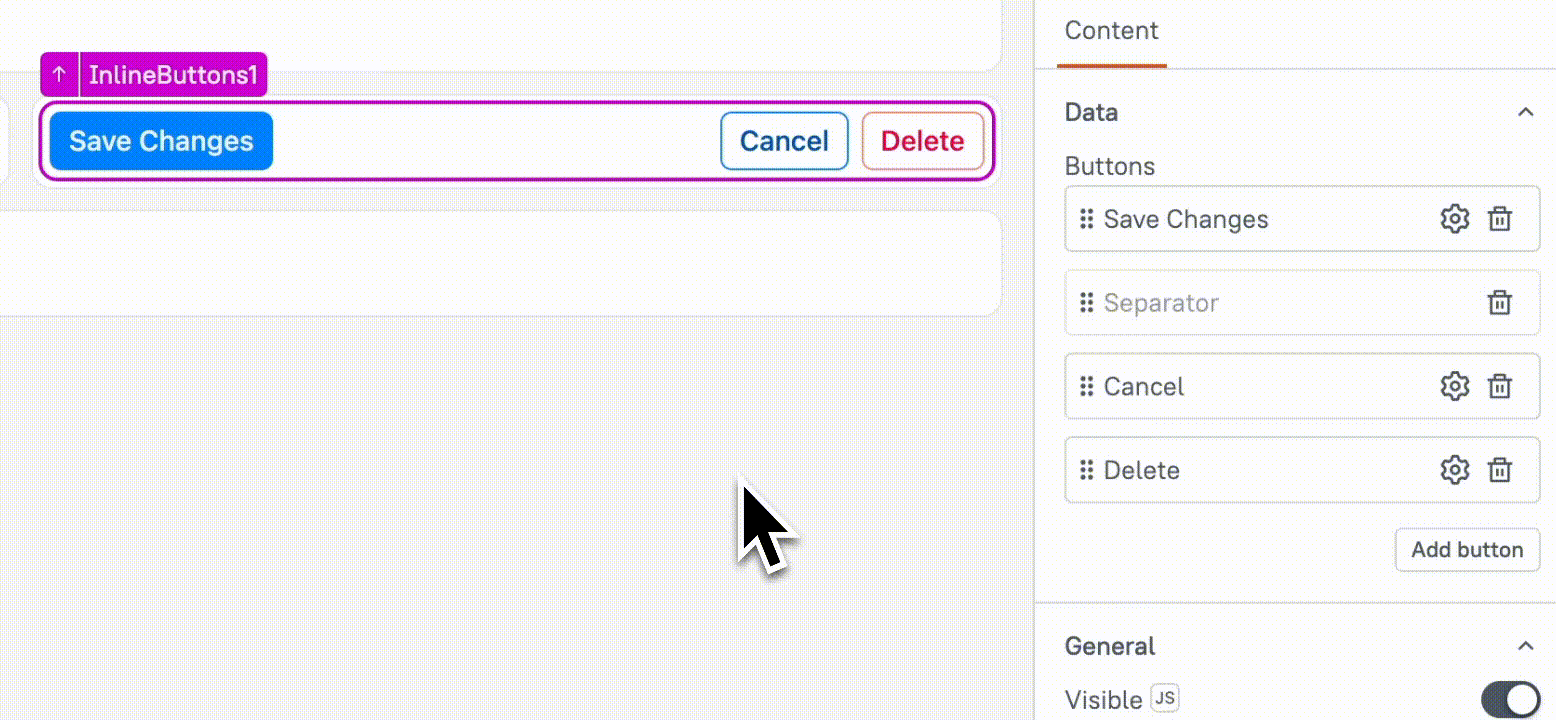 InlineButtons1
Save Changes
Cancel
Delete
Content
Data
Buttons
Save Changes
Separator
Cancel
Delete
Add button
General
Visible JS